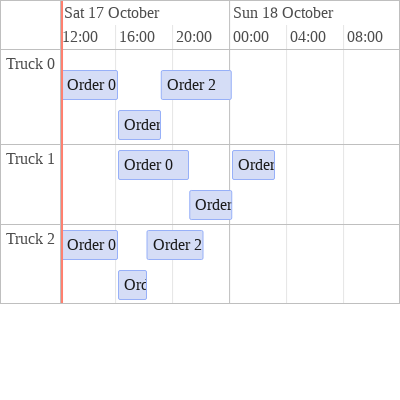 Sat 17 October Sun 18 October
12:00 16:00 20:00 00:00 04:00 08:00
Truck 0
Order 0 Order 2
Order
Truck 1
Order 0 Order
Order
Truck 2
Order 0 Order 2
Ord